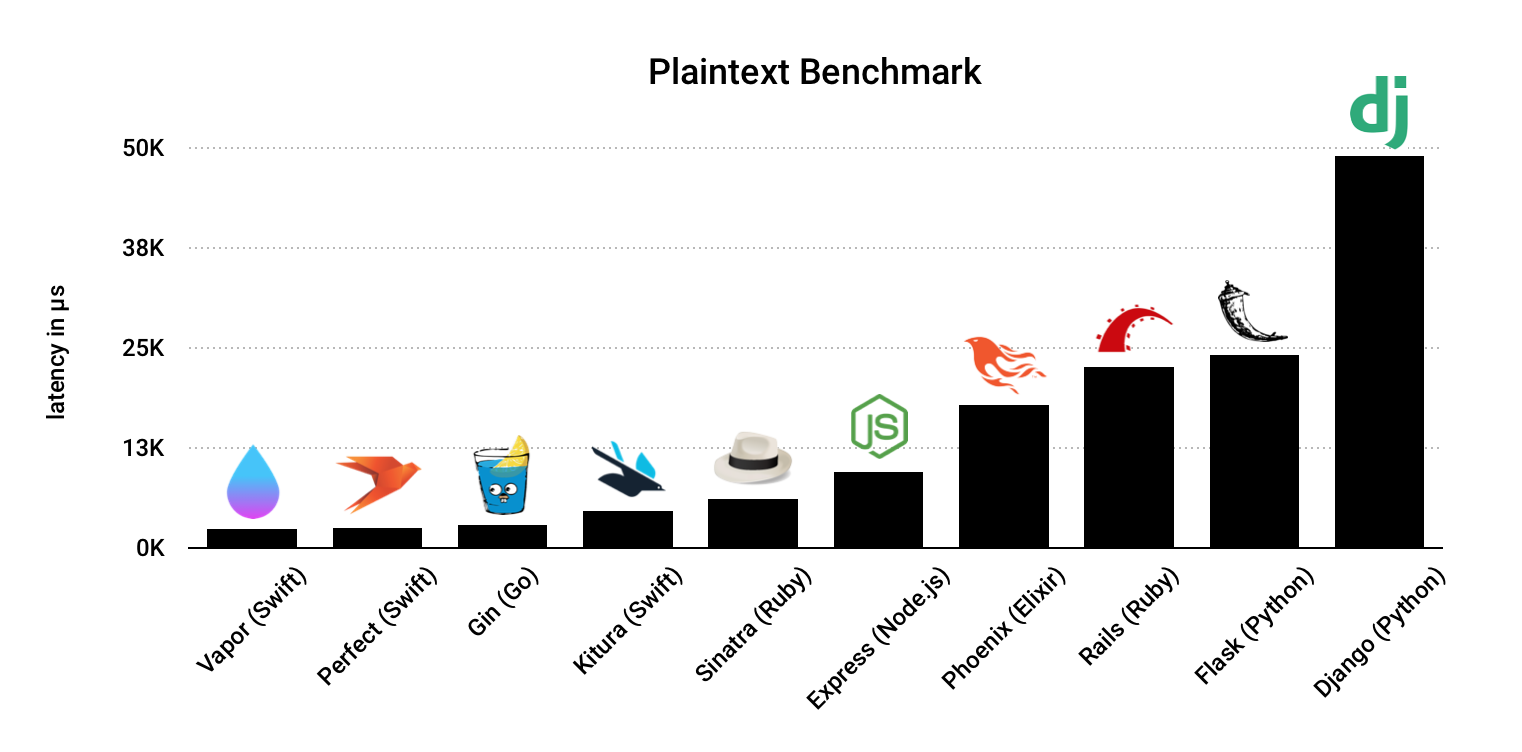 Plaintext Benchmark
dj
50K
38K
25K
13K
0K
latency in µs
JS
Vapor (Swift)
Perfect (Swift)
Gin (Go)
Kitura (Swift)
Sinatra (Ruby)
Express (Node.js)
Phoenix (Elixir)
Rails (Ruby)
Flask (Python)
Django (Python)